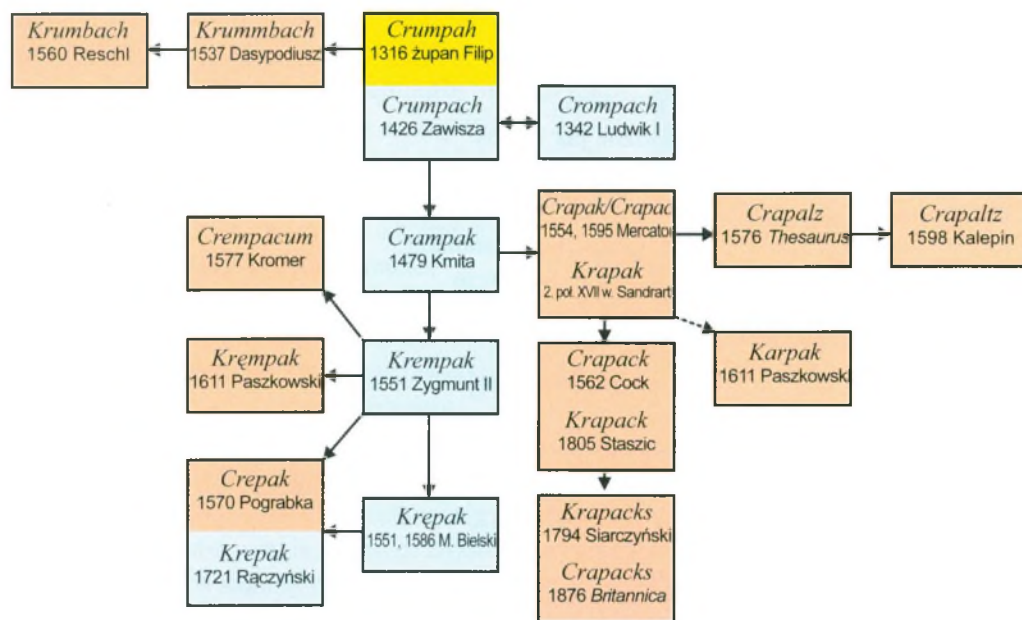 Krumbach
1560 Reschl
Krummbach
1537 Dasypodiusz
Crumpah
1316 żupan Filip
Crumpach
1426 Zawisza
Crompach
1342 Ludwik I
Crempacum
1577 Kromer
Crampak
1479 Kmita
Crapak/Crapac
1554, 1595 Mercator
Krapak
2. poł. XVII w. Sandrart
Crapalz
1576 Thesaurus
Crapaltz
1598 Kalepin
Kręmpak
1611 Paszkowski
Krempak
1551 Zygmunt II
Crapack
1562 Cock
Krapack
1805 Staszic
Karpak
1611 Paszkowski
Crepak
1570 Pograbka
Krepak
1721 Rączyński
Krępak
1551, 1586 M. Bielski
Krapacks
1794 Siarczyński
Crapacks
1876 Britannica